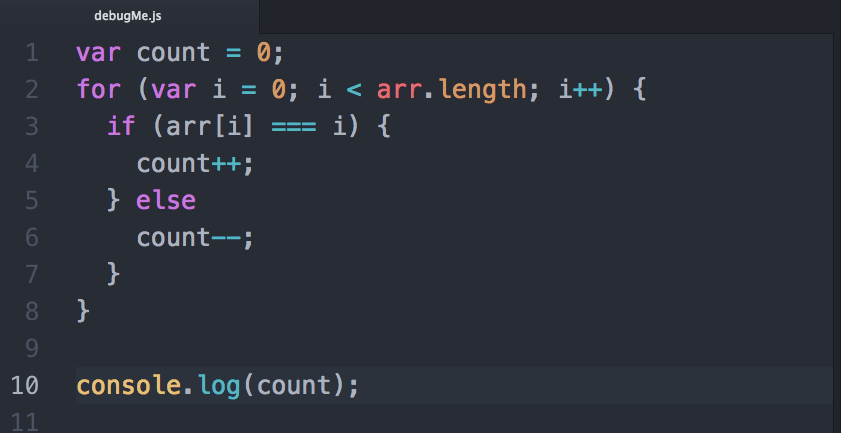 debugMe.js
1 var count = 0;
2 for (var i = 0; i < arr.length; i++) {
3   if (arr[i] === i) {
4     count++;
5   } else
6     count--;
7   }
8 }
9
10 console.log(count);
11